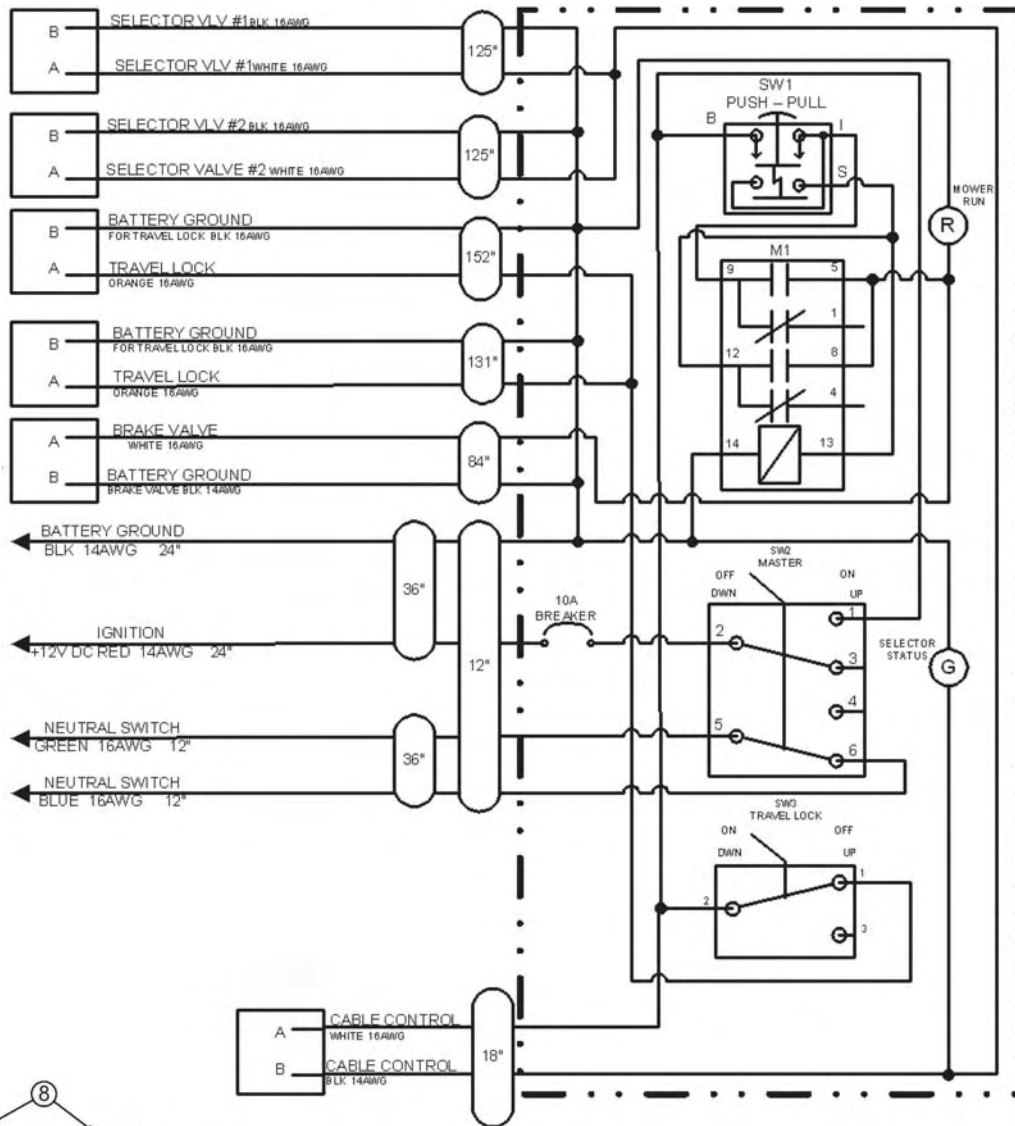 B SELECTOR VLV #1 BLK 16AWG
125"
A SELECTOR VLV #1 WHITE 16AWG
B SELECTOR VLV #2 BLK 16AWG
125"
A SELECTOR VALVE #2 WHITE 16AWG
B BATTERY GROUND
FOR TRAVEL LOCK BLK 16AWG
152"
A TRAVEL LOCK
ORANGE 16AWG
B BATTERY GROUND
FOR TRAVEL LOCK BLK 16AWG
131"
A TRAVEL LOCK
ORANGE 16AWG
A BRAKE VALVE
WHITE 16AWG
84"
B BATTERY GROUND
BRAKE VALVE BLK 14AWG
BATTERY GROUND
BLK 14AWG 24"
36"
IGNITION
+12V DC RED 14AWG 24"
12"
NEUTRAL SWITCH
GREEN 16AWG 12"
36"
NEUTRAL SWITCH
BLUE 16AWG 12"
10A
BREAKER
SW1
PUSH - PULL
B I
S
MOWER
RUN
R
M1
9 5
1
12 8
4
14 13
SW2
MASTER
OFF ON
DWN UP
1
2
3
4
5
6
SELECTOR
STATUS
G
SW3
TRAVEL LOCK
ON OFF
DWN UP
1
2
3
A CABLE CONTROL
WHITE 16AWG
18"
B CABLE CONTROL
BLK 14AWG
8